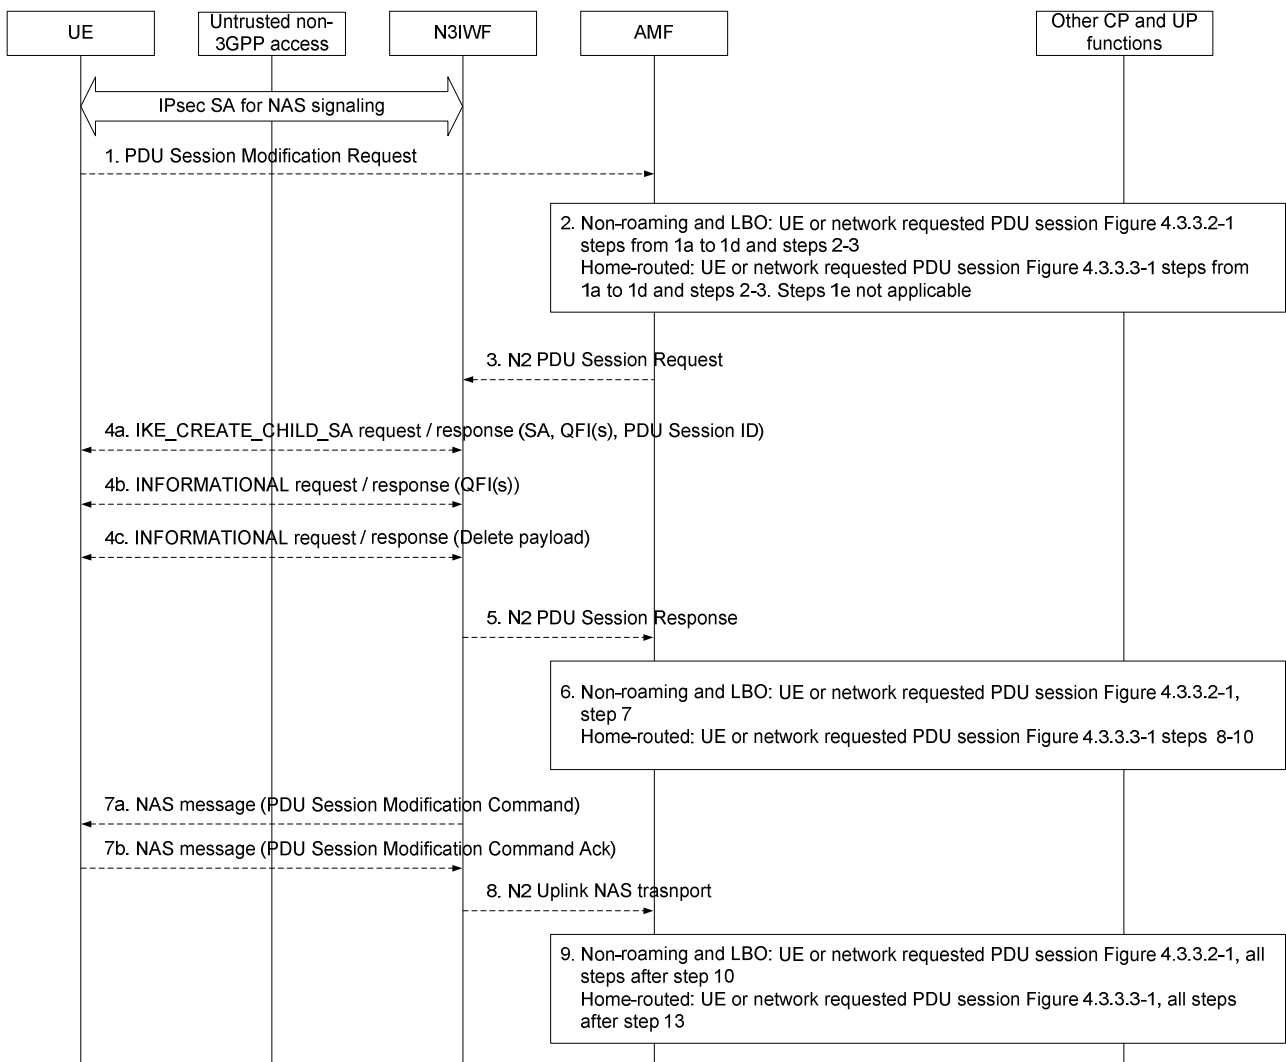 UE
Untrusted non-
3GPP access
N3IWF
AMF
Other CP and UP
functions
IPsec SA for NAS signaling
1. PDU Session Modification Request
2. Non-roaming and LBO: UE or network requested PDU session Figure 4.3.3.2-1
steps from 1a to 1d and steps 2-3
Home-routed: UE or network requested PDU session Figure 4.3.3.3-1 steps from
1a to 1d and steps 2-3. Steps 1e not applicable
3. N2 PDU Session Request
4a. IKE_CREATE_CHILD_SA request / response (SA, QFI(s), PDU Session ID)
4b. INFORMATIONAL request / response (QFI(s))
4c. INFORMATIONAL request / response (Delete payload)
5. N2 PDU Session Response
6. Non-roaming and LBO: UE or network requested PDU session Figure 4.3.3.2-1,
step 7
Home-routed: UE or network requested PDU session Figure 4.3.3.3-1 steps 8-10
7a. NAS message (PDU Session Modification Command)
7b. NAS message (PDU Session Modification Command Ack)
8. N2 Uplink NAS trasnport
9. Non-roaming and LBO: UE or network requested PDU session Figure 4.3.3.2-1, all
steps after step 10
Home-routed: UE or network requested PDU session Figure 4.3.3.3-1, all steps
after step 13